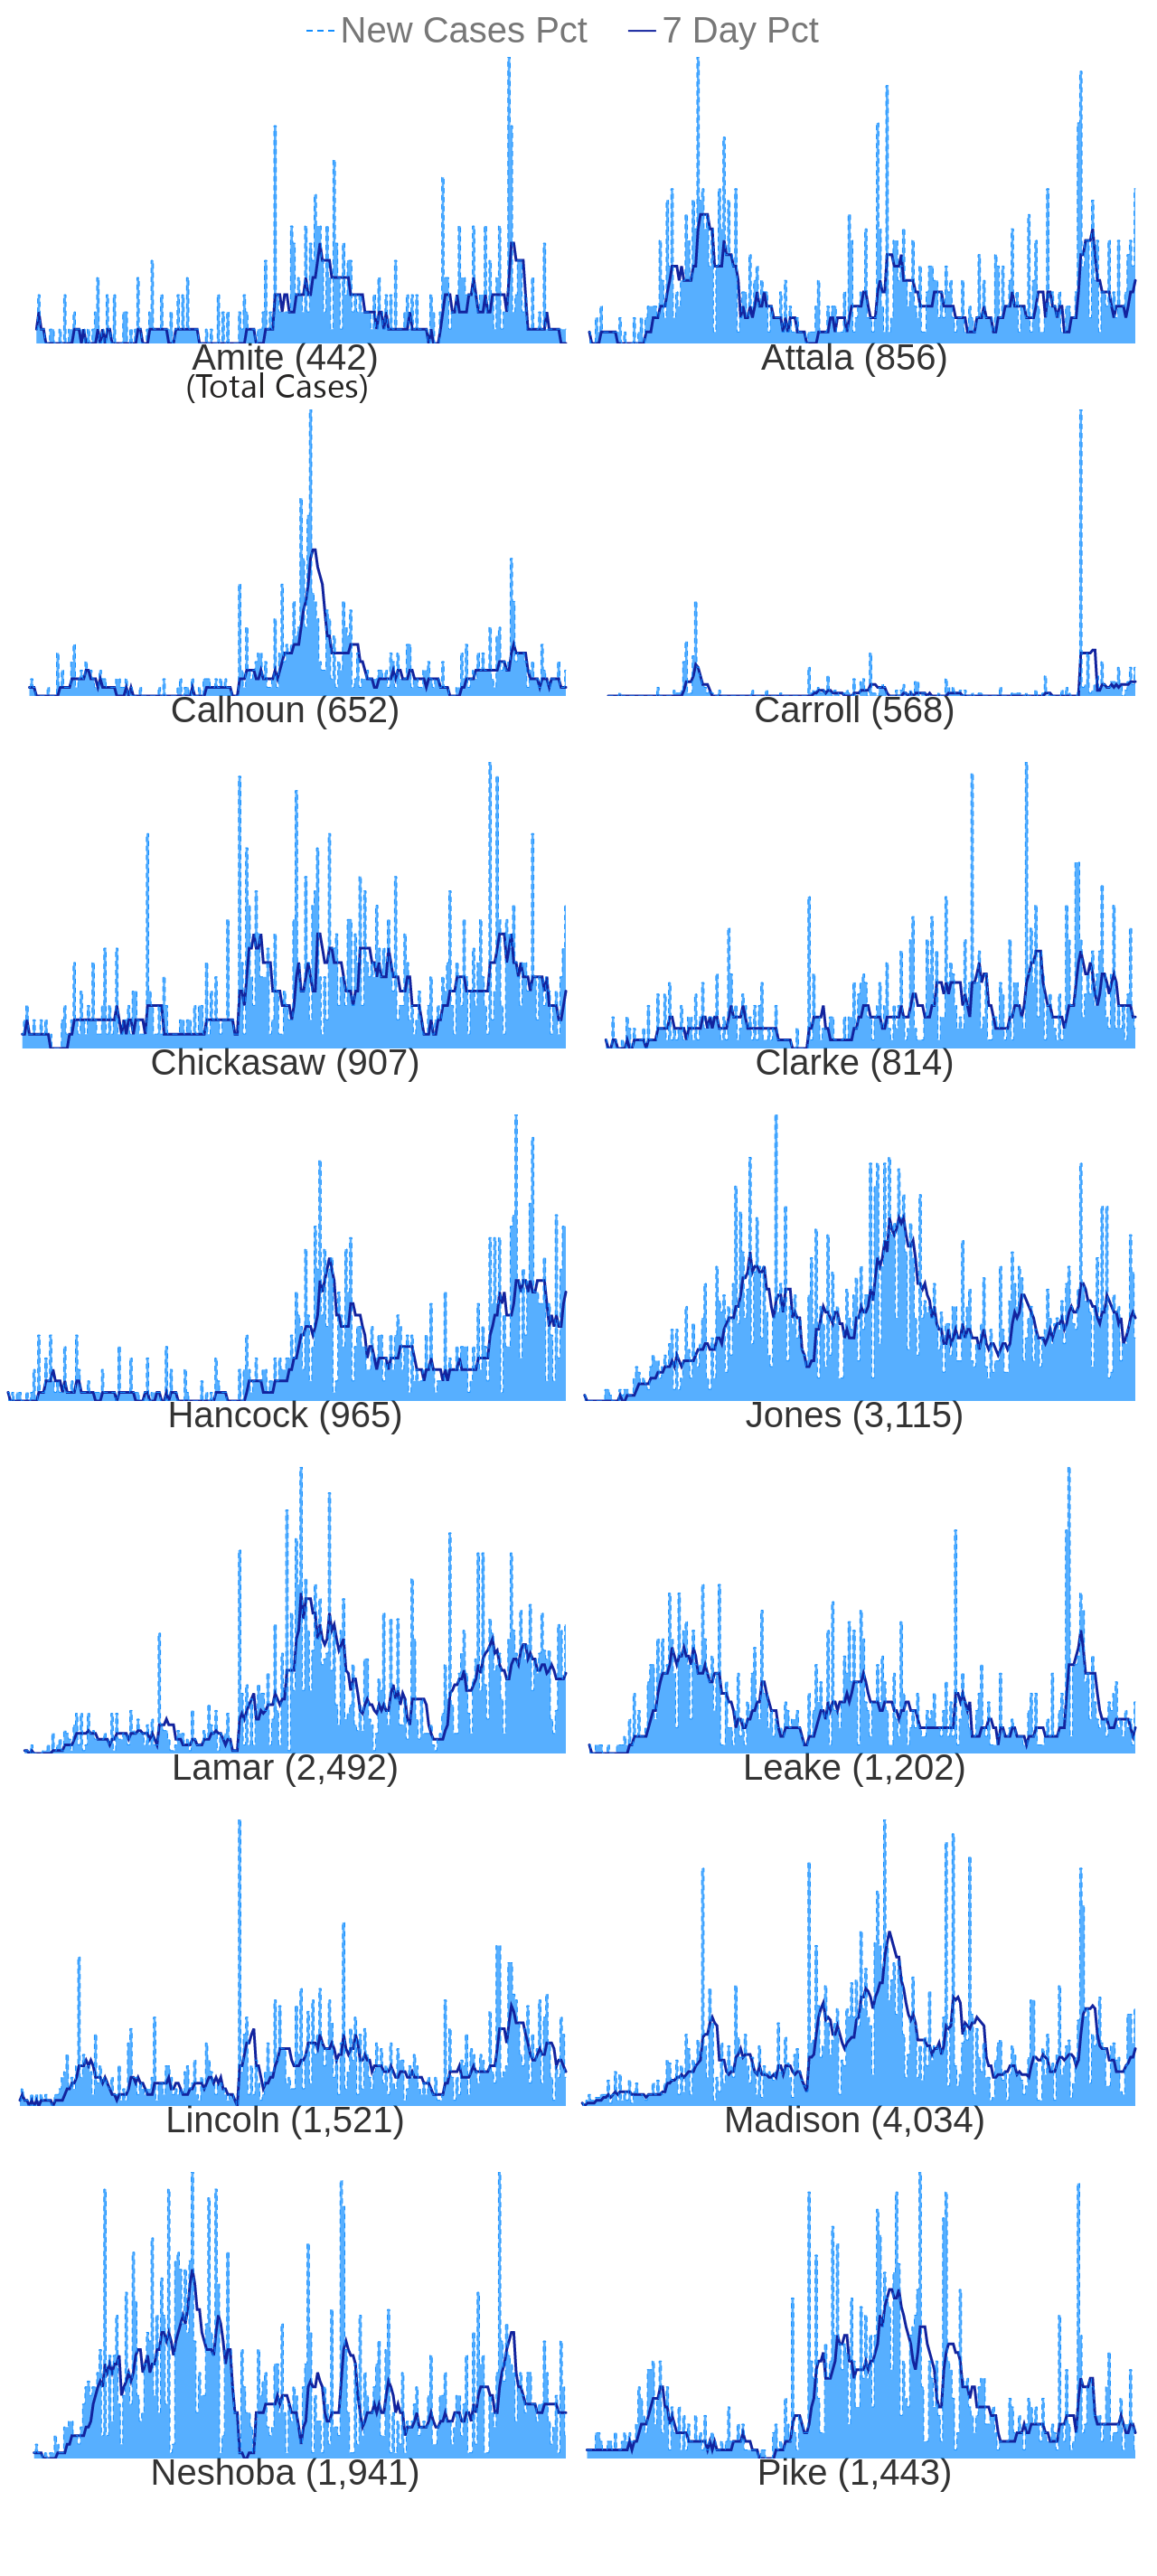 New Cases Pct 7 Day Pct
Amite (442) Attala (856)
(Total Cases)
Calhoun (652) Carroll (568)
Chickasaw (907) Clarke (814)
Hancock (965) Jones (3,115)
Lamar (2,492) Leake (1,202)
Lincoln (1,521) Madison (4,034)
Neshoba (1,941) Pike (1,443)